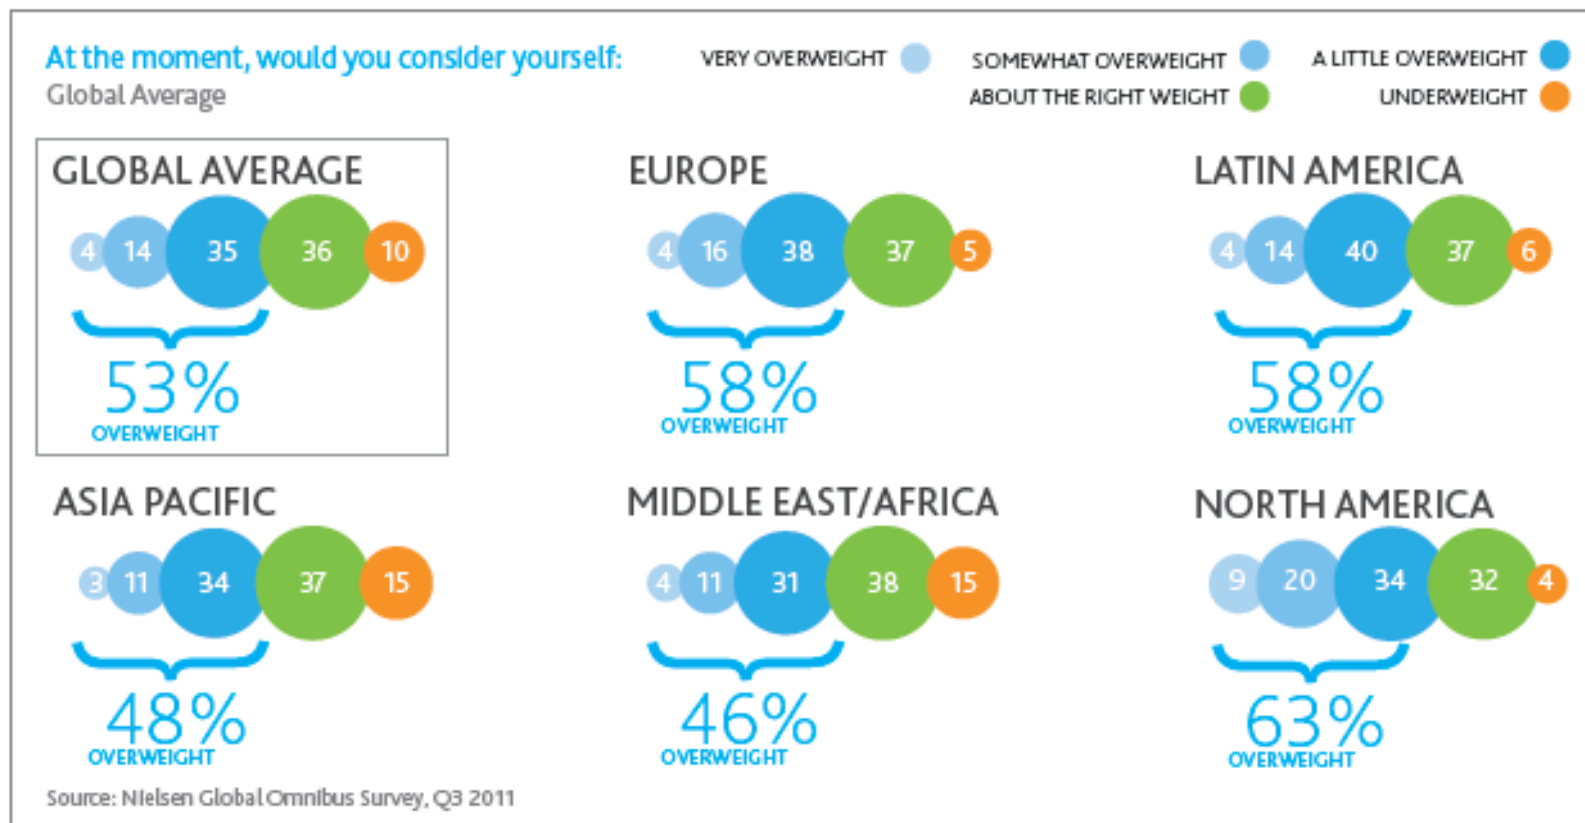 At the moment, would you consider yourself:
Global Average
VERY OVERWEIGHT
SOMEWHAT OVERWEIGHT
A LITTLE OVERWEIGHT
ABOUT THE RIGHT WEIGHT
UNDERWEIGHT
GLOBAL AVERAGE
4 14 35 36 10
53%
OVERWEIGHT
EUROPE
4 16 38 37 5
58%
OVERWEIGHT
LATIN AMERICA
4 14 40 37 6
58%
OVERWEIGHT
ASIA PACIFIC
3 11 34 37 15
48%
OVERWEIGHT
MIDDLE EAST/AFRICA
4 11 31 38 15
46%
OVERWEIGHT
NORTH AMERICA
9 20 34 32 4
63%
OVERWEIGHT
Source: Nielsen Global Omnibus Survey, Q3 2011